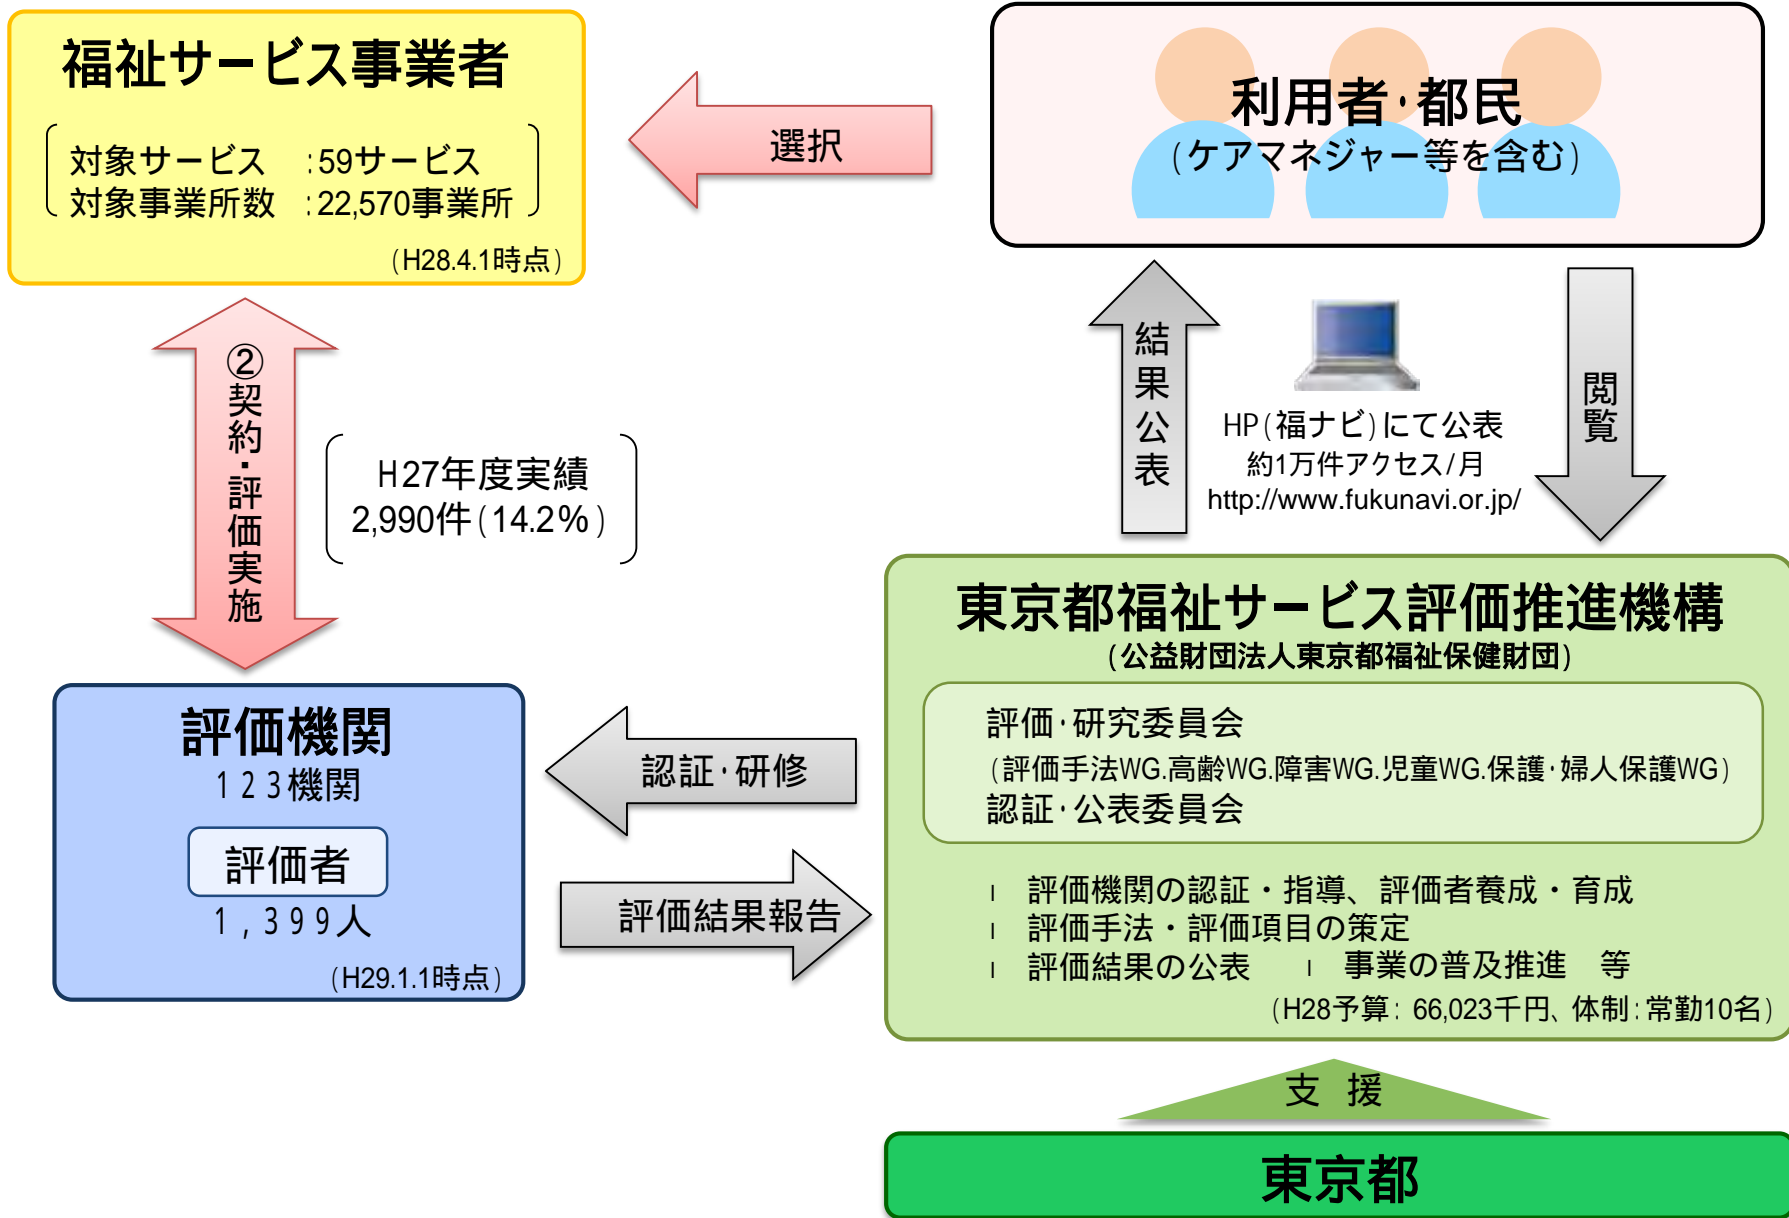 福祉サービス事業者
対象サービス :59サービス
対象事業所数 :22,570事業所
(H28.4.1時点)
選択
利用者・都民
(ケアマネジャー等を含む)
②契約・評価実施
H27年度実績
2,990件(14.2%)
結果公表
HP(福ナビ)にて公表
約1万件アクセス/月
http://www.fukunavi.or.jp/
閲覧
評価機関
123機関
評価者
1,399人
(H29.1.1時点)
認証・研修
評価結果報告
東京都福祉サービス評価推進機構
(公益財団法人東京都福祉保健財団)
評価・研究委員会
(評価手法WG.高齢WG.障害WG.児童WG.保護・婦人保護WG)
認証・公表委員会
l 評価機関の認証・指導、評価者養成・育成
l 評価手法・評価項目の策定
l 評価結果の公表 l 事業の普及推進 等
(H28予算: 66,023千円、体制:常勤10名)
支 援
東京都